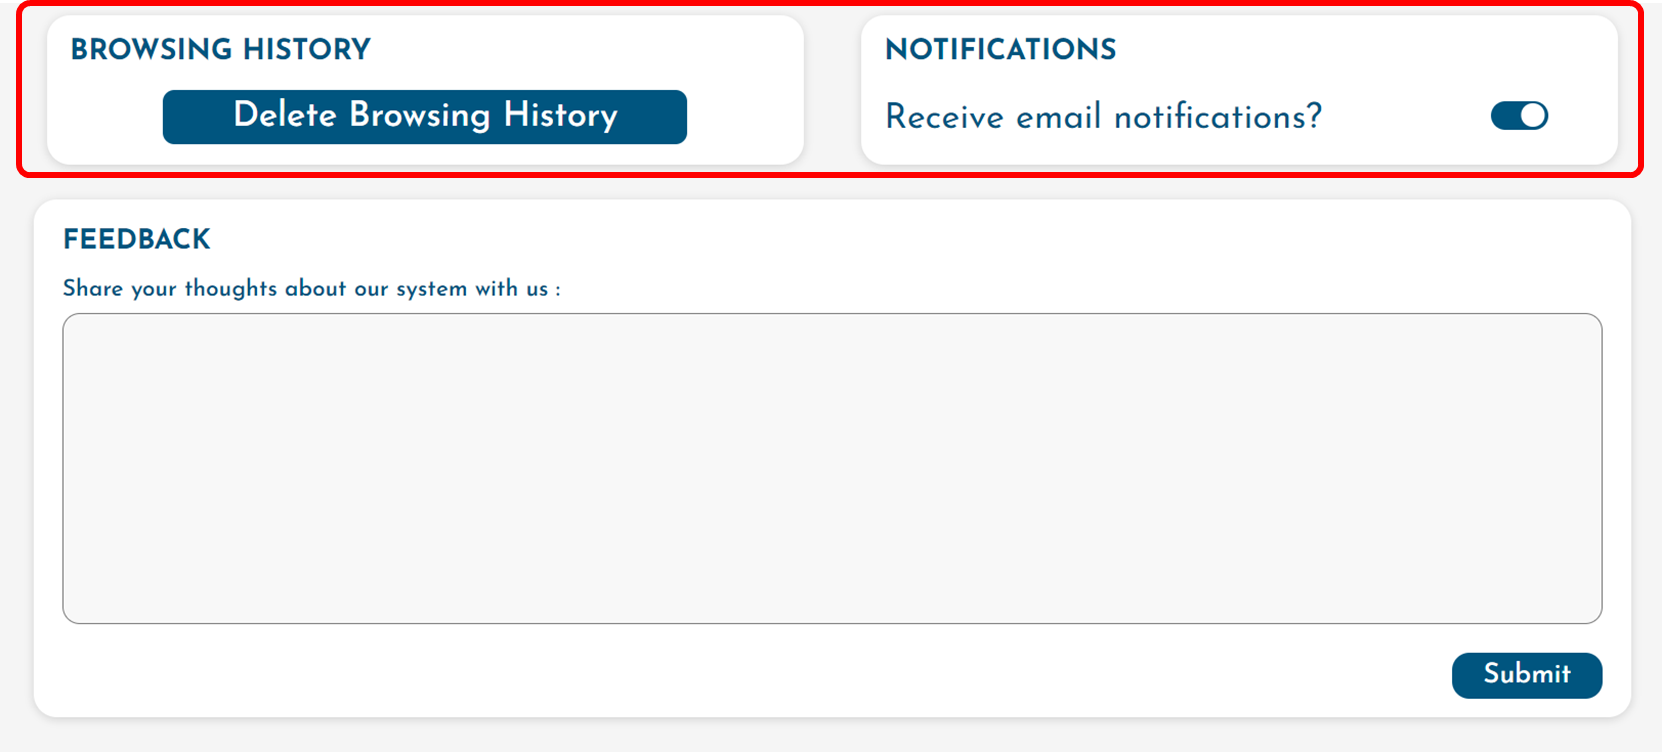 BROWSING HISTORY
Delete Browsing History
NOTIFICATIONS
Receive email notifications?
FEEDBACK
Share your thoughts about our system with us :
Submit